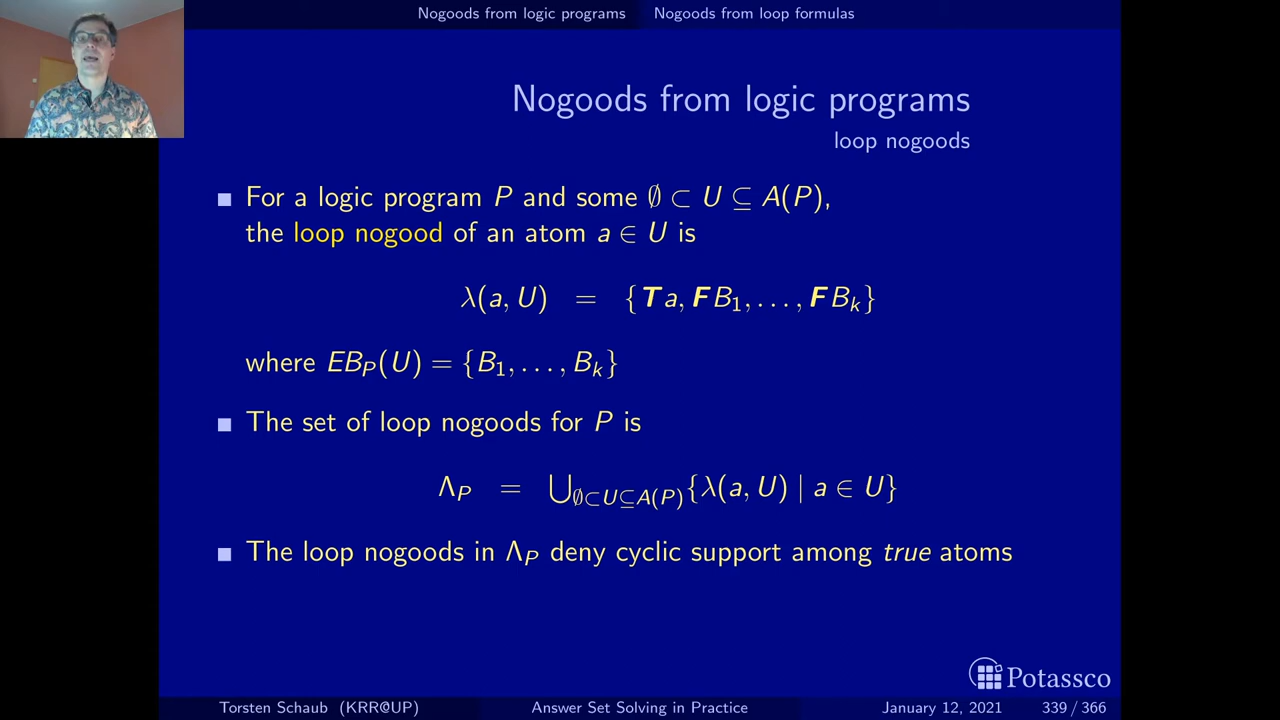 Nogoods from logic programs Nogoods from loop formulas
Nogoods from logic programs
loop nogoods
For a logic program P and some ∅ ⊂ U ⊆ A(P),
the loop nogood of an atom a ∈ U is
λ(a, U) = {Ta, FB₁, . . . , FBₖ}
where EB_P(U) = {B₁, . . . , Bₖ}
The set of loop nogoods for P is
Λ_P = ⋃_{∅⊂U⊆A(P)}{λ(a, U) | a ∈ U}
The loop nogoods in Λ_P deny cyclic support among true atoms
Potassco
Torsten Schaub (KRR@UP) Answer Set Solving in Practice January 12, 2021 339 / 366